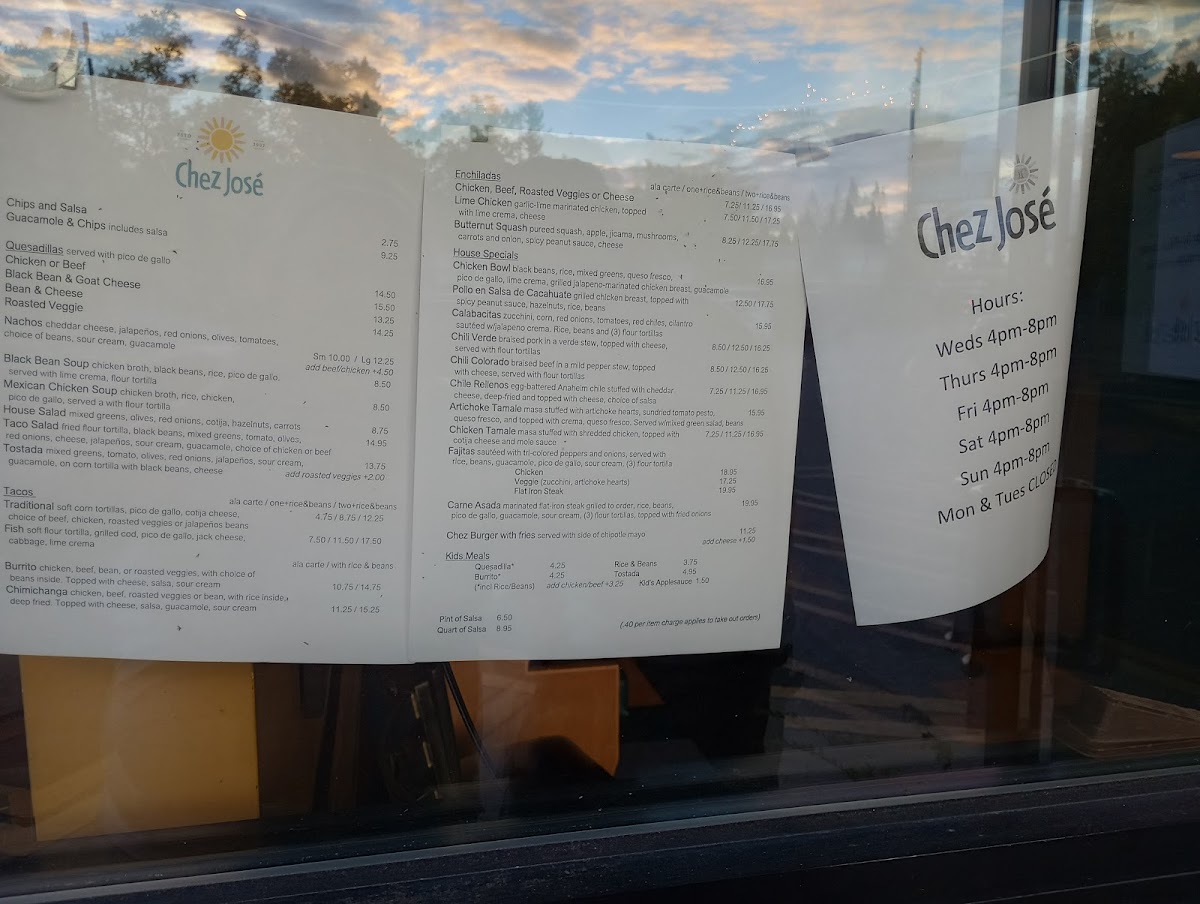 Chez José
Chips and Salsa 2.75
Guacamole & Chips includes salsa 9.25
Quesadillas served with pico de gallo
Chicken or Beef 14.50
Black Bean & Goat Cheese 15.50
Bean & Cheese 13.25
Roasted Veggie 14.25
Nachos cheddar cheese, jalapeños, red onions, olives, tomatoes,
choice of beans, sour cream, guacamole Sm 10.00 / Lg 12.25
add beef/chicken +4.50
Black Bean Soup chicken broth, black beans, rice, pico de gallo,
served with lime crema, flour tortilla 8.50
Mexican Chicken Soup chicken broth, rice, chicken,
pico de gallo, served a with flour tortilla 8.50
House Salad mixed greens, olives, red onions, cotija, hazelnuts, carrots 8.75
Taco Salad fried flour tortilla, black beans, mixed greens, tomato, olives,
red onions, cheese, jalapeños, sour cream, guacamole, choice of chicken or beef 14.95
Tostada mixed greens, tomato, olives, red onions, jalapeños, sour cream, 13.75
guacamole, on corn tortilla with black beans, cheese add roasted veggies +2.00
Tacos ala carte / one+rice&beans / two+rice&beans
Traditional soft corn tortillas, pico de gallo, cotija cheese, 4.75 / 8.75 / 12.25
choice of beef, chicken, roasted veggies or jalapeños beans
Fish soft flour tortilla, grilled cod, pico de gallo, jack cheese, 7.50 / 11.50 / 17.50
cabbage, lime crema
ala carte / with rice & beans
Burrito chicken, beef, bean, or roasted veggies, with choice of
beans inside. Topped with cheese, salsa, sour cream 10.75 / 14.75
Chimichanga chicken, beef, roasted veggies or bean, with rice inside,
deep fried. Topped with cheese, salsa, guacamole, sour cream 11.25 / 15.25
Enchiladas ala carte / one+rice&beans / two+rice&beans
Chicken, Beef, Roasted Veggies or Cheese 7.25/ 11.25 / 16.95
Lime Chicken garlic-lime marinated chicken, topped 7.50/ 11.50 / 17.25
with lime crema, cheese
Butternut Squash pureed squash, apple, jicama, mushrooms, 8.25 / 12.25 / 17.75
carrots and onion, spicy peanut sauce, cheese
House Specials
Chicken Bowl black beans, rice, mixed greens, queso fresco, 16.95
pico de gallo, lime crema, grilled jalapeno-marinated chicken breast, guacamole
Pollo en Salsa de Cacahuate grilled chicken breast, topped with 12.50 / 17.75
spicy peanut sauce, hazelnuts, rice, beans
Calabacitas zucchini, corn, red onions, tomatoes, red chiles, cilantro 15.95
sautéed w/jalapeño crema. Rice, beans and (3) flour tortillas
Chili Verde braised pork in a verde stew, topped with cheese, 8.50 / 12.50 / 16.25
served with flour tortillas
Chili Colorado braised beef in a mild pepper stew, topped 8.50 / 12.50 / 16.25
with cheese, served with flour tortillas
Chile Rellenos egg-battered Anaheim chile stuffed with cheddar 7.25 / 11.25 / 16.95
cheese, deep-fried and topped with cheese, choice of salsa
Artichoke Tamale masa stuffed with artichoke hearts, sundried tomato pesto, 15.95
queso fresco, and topped with crema, queso fresco. Served w/mixed green salad, beans
Chicken Tamale masa stuffed with shredded chicken, topped with 7.25 / 11.25 / 16.95
cotija cheese and mole sauce
Fajitas sautéed with tri-colored peppers and onions, served with
rice, beans, guacamole, pico de gallo, sour cream, (3) flour tortilla
Chicken 18.95
Veggie (zucchini, artichoke hearts) 17.25
Flat Iron Steak 19.95
Carne Asada marinated flat-iron steak grilled to order, rice, beans, 19.95
pico de gallo, guacamole, sour cream, (3) flour tortillas, topped with fried onions
Chez Burger with fries served with side of chipotle mayo 11.25
add cheese +1.50
Kids Meals
Quesadilla* 4.25 Rice & Beans 3.75
Burrito* 4.25 Tostada 4.95
(*incl Rice/Beans) add chicken/beef +3.25 Kid's Applesauce 1.50
Pint of Salsa 6.50
Quart of Salsa 8.95 (.40 per item charge applies to take out orders)
Chez José
Hours:
Weds 4pm-8pm
Thurs 4pm-8pm
Fri 4pm-8pm
Sat 4pm-8pm
Sun 4pm-8pm
Mon & Tues CLOSED